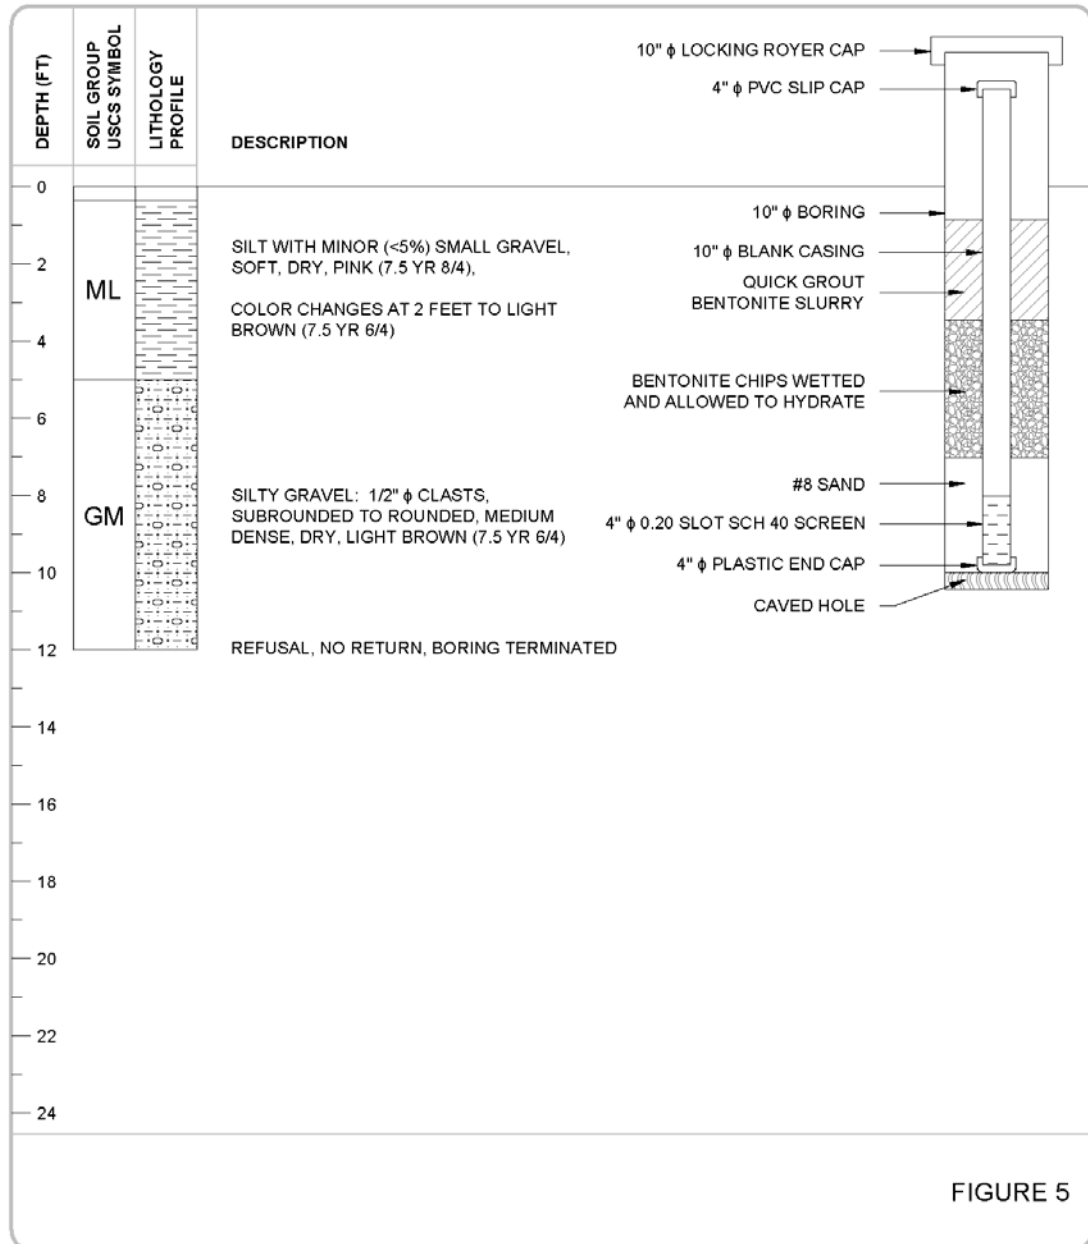 DEPTH (FT)
SOIL GROUP
USCS SYMBOL
LITHOLOGY
PROFILE
DESCRIPTION
0
2
4
6
8
10
12
14
16
18
20
22
24
ML
GM
SILT WITH MINOR (<5%) SMALL GRAVEL,
SOFT, DRY, PINK (7.5 YR 8/4),
COLOR CHANGES AT 2 FEET TO LIGHT
BROWN (7.5 YR 6/4)
SILTY GRAVEL: 1/2" ϕ CLASTS,
SUBROUNDED TO ROUNDED, MEDIUM
DENSE, DRY, LIGHT BROWN (7.5 YR 6/4)
REFUSAL, NO RETURN, BORING TERMINATED
10" ϕ LOCKING ROYER CAP
4" ϕ PVC SLIP CAP
10" ϕ BORING
10" ϕ BLANK CASING
QUICK GROUT
BENTONITE SLURRY
BENTONITE CHIPS WETTED
AND ALLOWED TO HYDRATE
#8 SAND
4" ϕ 0.20 SLOT SCH 40 SCREEN
4" ϕ PLASTIC END CAP
CAVED HOLE
FIGURE 5